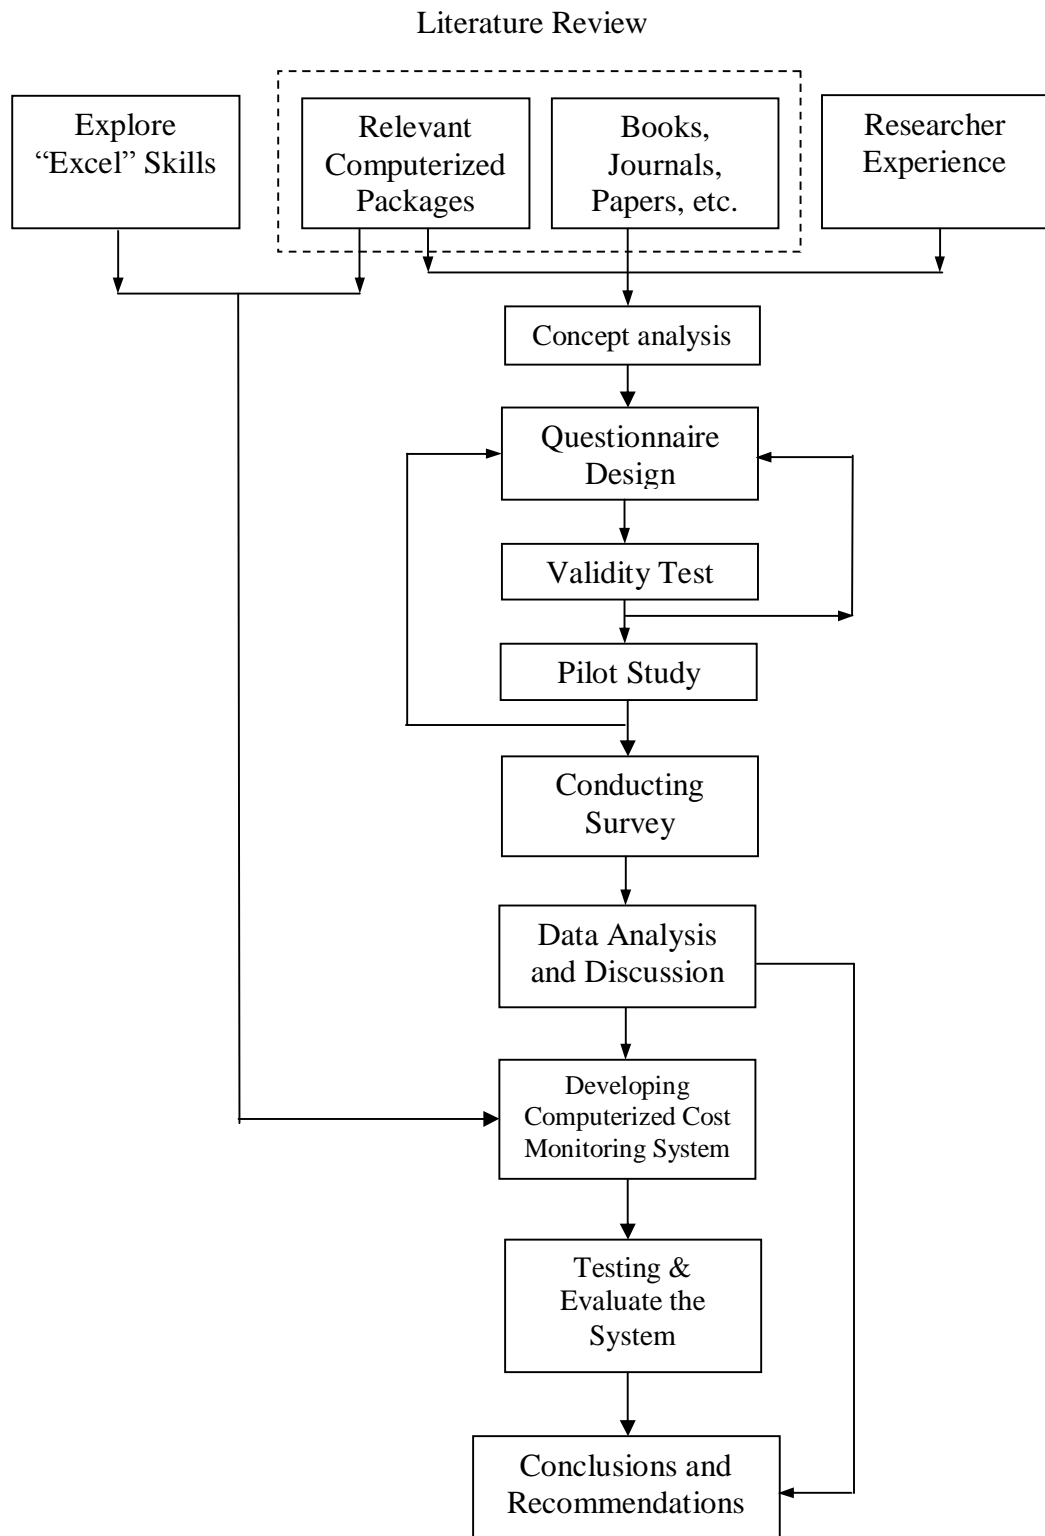 Literature Review
Explore
“Excel” Skills
Relevant
Computerized
Packages
Books,
Journals,
Papers, etc.
Researcher
Experience
Concept analysis
Questionnaire
Design
Validity Test
Pilot Study
Conducting
Survey
Data Analysis
and Discussion
Developing
Computerized Cost
Monitoring System
Testing &
Evaluate the
System
Conclusions and
Recommendations